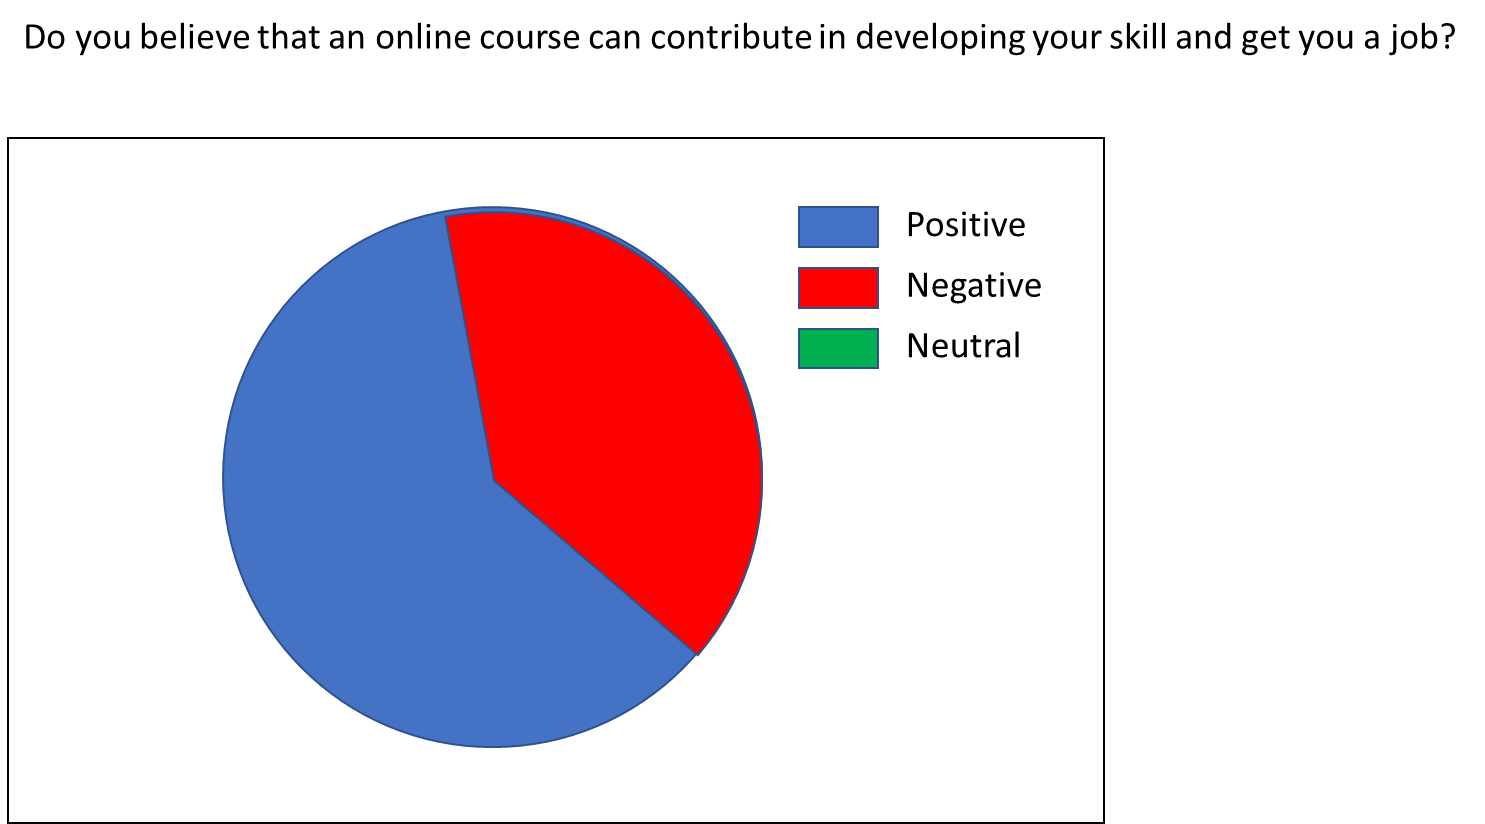 Do you believe that an online course can contribute in developing your skill and get you a job?
Positive
Negative
Neutral